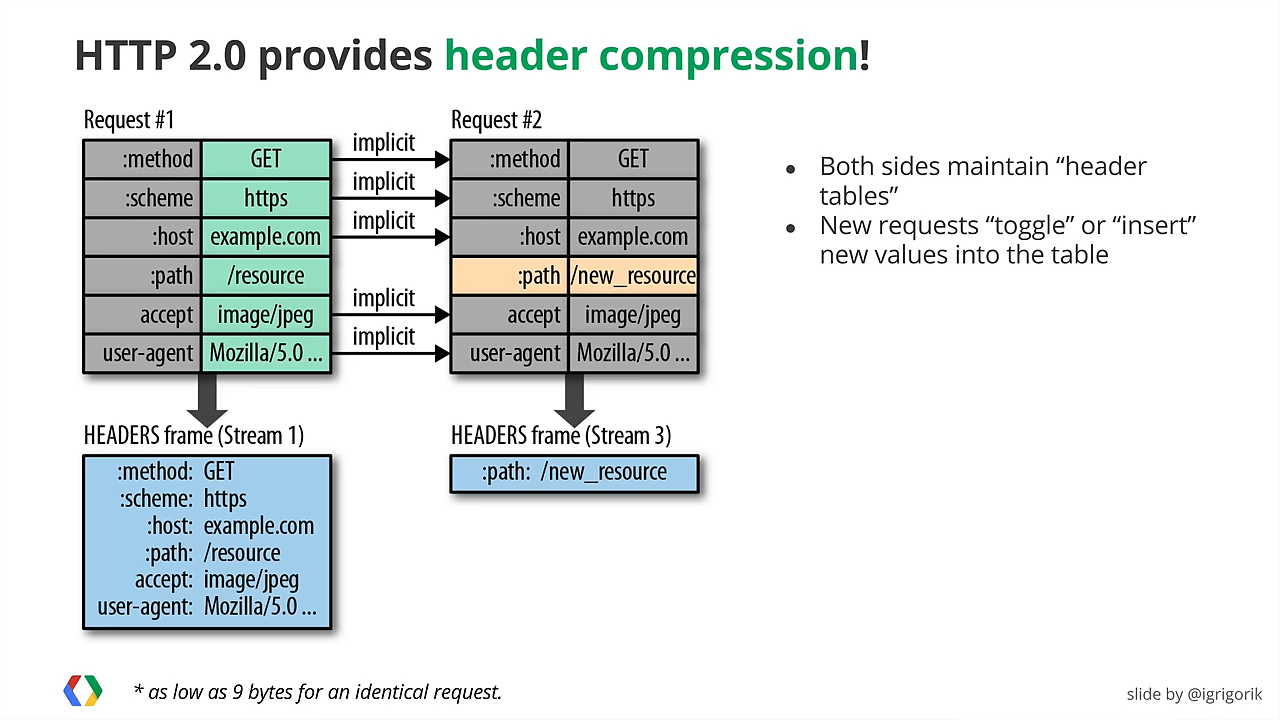 HTTP 2.0 provides header compression!
Request #1
:method GET
:scheme https
:host example.com
:path /resource
accept image/jpeg
user-agent Mozilla/5.0 ...
implicit
implicit
implicit
implicit
implicit
Request #2
:method GET
:scheme https
:host example.com
:path /new_resource
accept image/jpeg
user-agent Mozilla/5.0 ...
HEADERS frame (Stream 1)
:method: GET
:scheme: https
:host: example.com
:path: /resource
accept: image/jpeg
user-agent: Mozilla/5.0 ...
HEADERS frame (Stream 3)
:path: /new_resource
● Both sides maintain “header
tables”
● New requests “toggle” or “insert”
new values into the table
* as low as 9 bytes for an identical request.
slide by @igrigorik